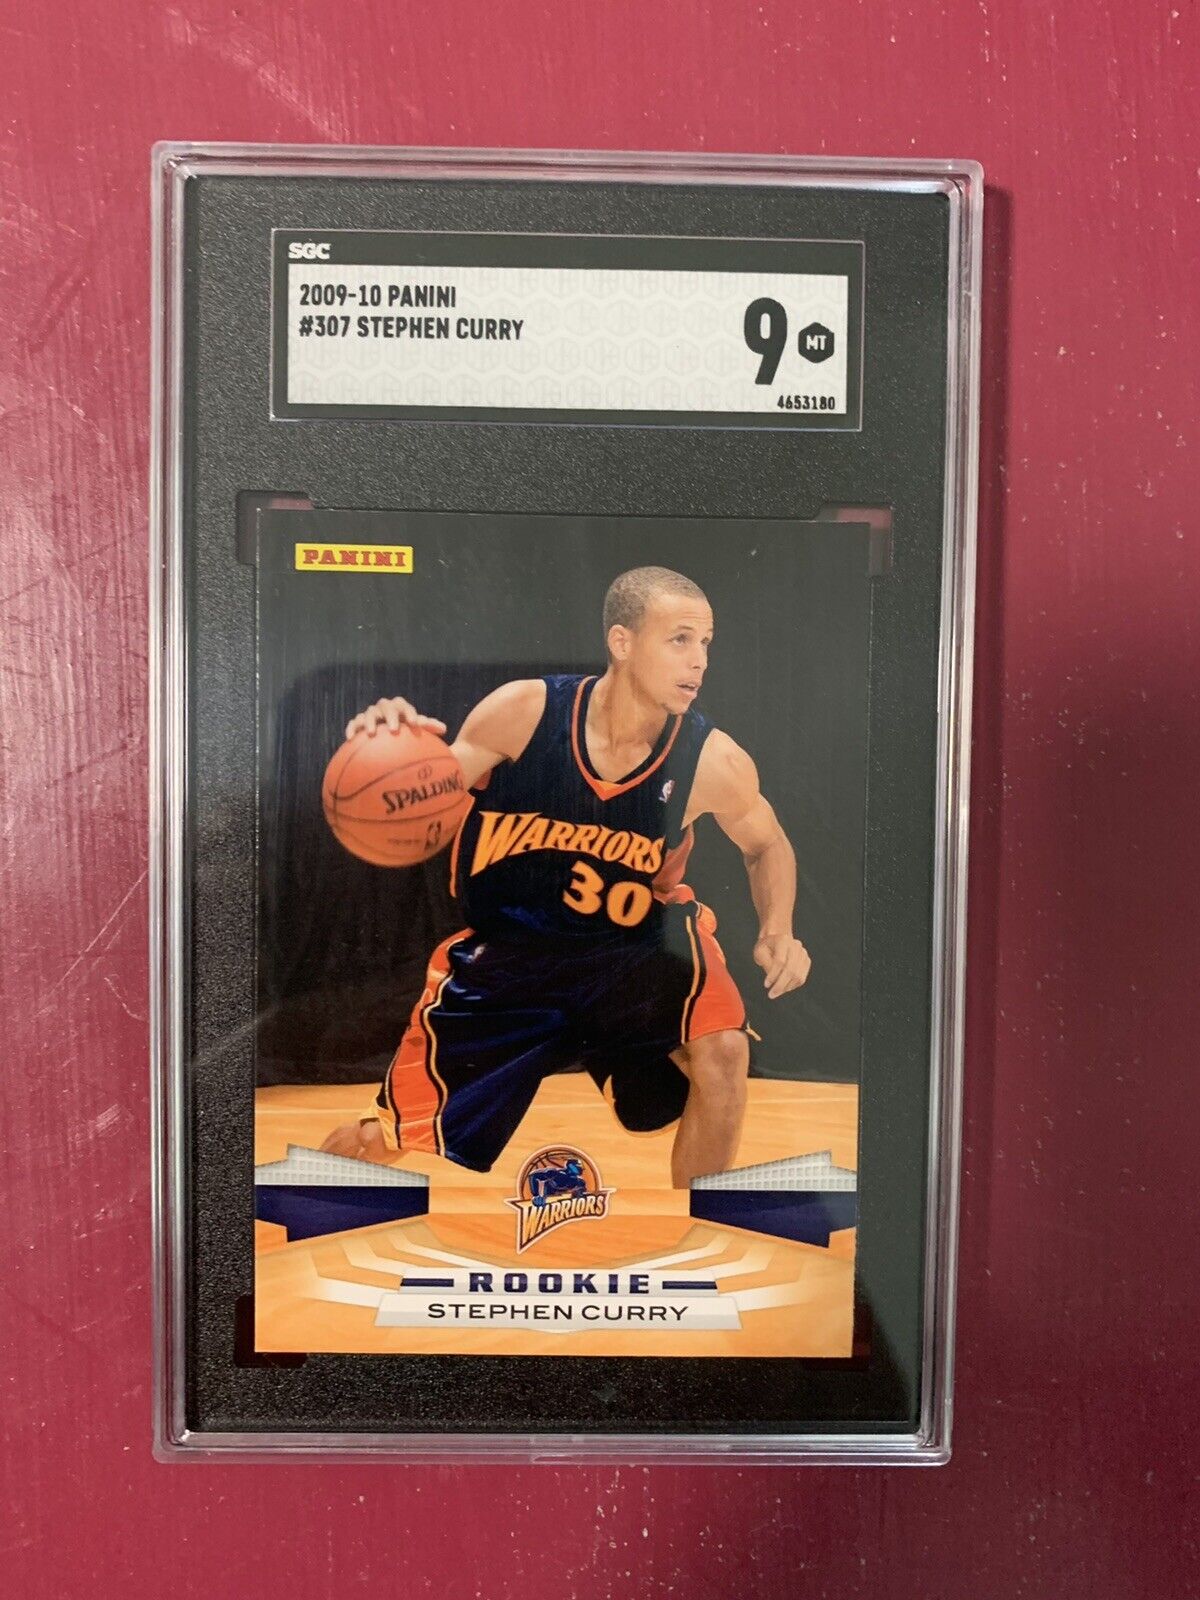 SGC
2009-10 PANINI
#307 STEPHEN CURRY
9 MT
4653180
PANINI
SPALDING
WARRIORS
30
WARRIORS
ROOKIE
STEPHEN CURRY